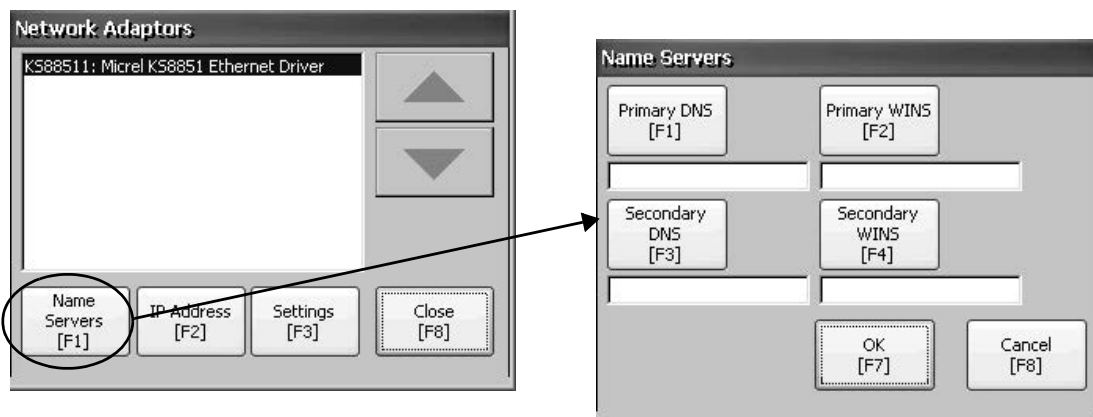 Network Adaptors
KS88511: Micrel KS8851 Ethernet Driver
Name
Servers
[F1]
IP Address
[F2]
Settings
[F3]
Close
[F8]
Name Servers
Primary DNS
[F1]
Primary WINS
[F2]
Secondary
DNS
[F3]
Secondary
WINS
[F4]
OK
[F7]
Cancel
[F8]